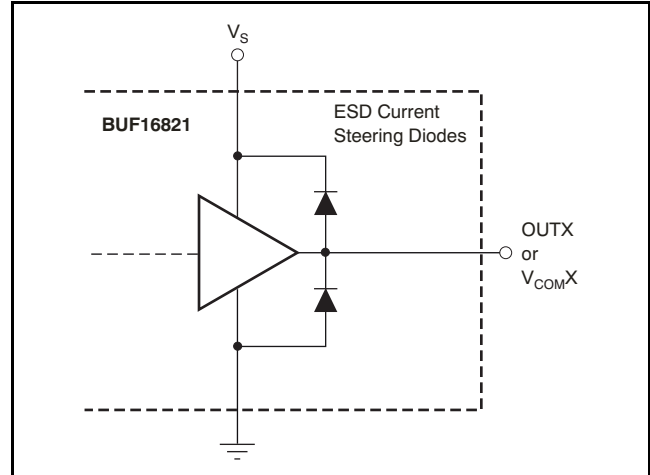 V_S
BUF16821
ESD Current
Steering Diodes
OUTX
or
V_COMX